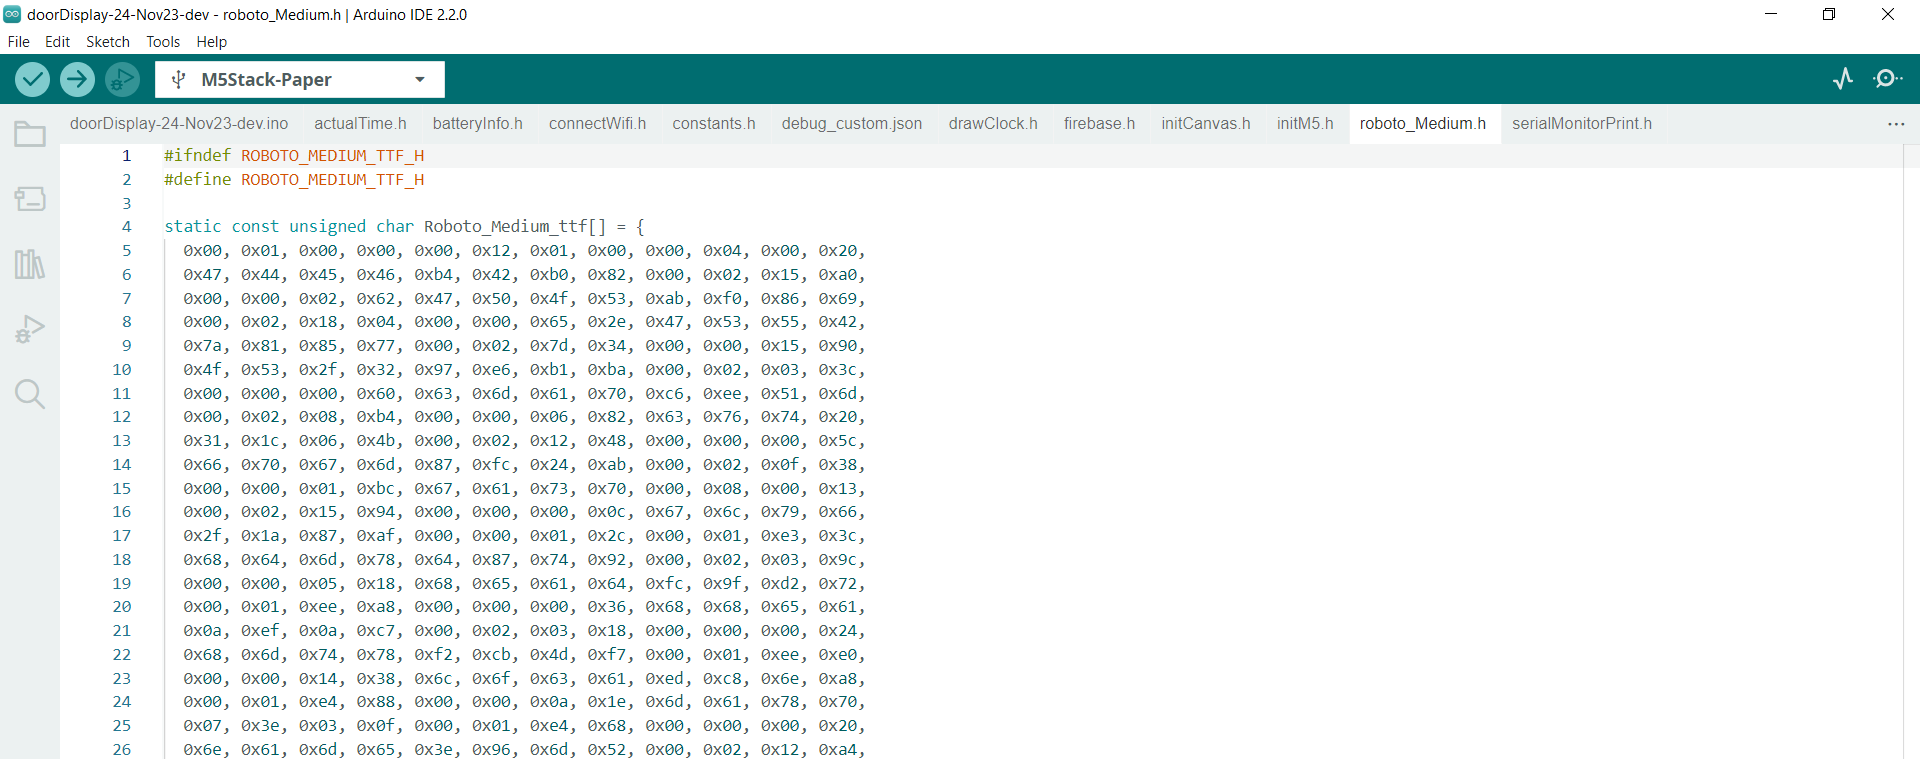 doorDisplay-24-Nov23-dev - roboto_Medium.h | Arduino IDE 2.2.0
File Edit Sketch Tools Help
M5Stack-Paper
doorDisplay-24-Nov23-dev.ino actualTime.h batteryInfo.h connectWifi.h constants.h debug_custom.json drawClock.h firebase.h initCanvas.h initM5.h roboto_Medium.h serialMonitorPrint.h ...
1 #ifndef ROBOTO_MEDIUM_TTF_H
2 #define ROBOTO_MEDIUM_TTF_H
3
4 static const unsigned char Roboto_Medium_ttf[] = {
5 0x00, 0x01, 0x00, 0x00, 0x00, 0x12, 0x01, 0x00, 0x00, 0x04, 0x00, 0x20,
6 0x47, 0x44, 0x45, 0x46, 0xb4, 0x42, 0xb0, 0x82, 0x00, 0x02, 0x15, 0xa0,
7 0x00, 0x00, 0x02, 0x62, 0x47, 0x50, 0x4f, 0x53, 0xab, 0xf0, 0x86, 0x69,
8 0x00, 0x02, 0x18, 0x04, 0x00, 0x00, 0x65, 0x2e, 0x47, 0x53, 0x55, 0x42,
9 0x7a, 0x81, 0x85, 0x77, 0x00, 0x02, 0x7d, 0x34, 0x00, 0x00, 0x15, 0x90,
10 0x4f, 0x53, 0x2f, 0x32, 0x97, 0xe6, 0xb1, 0xba, 0x00, 0x02, 0x03, 0x3c,
11 0x00, 0x00, 0x00, 0x60, 0x63, 0x6d, 0x61, 0x70, 0xc6, 0xee, 0x51, 0x6d,
12 0x00, 0x02, 0x08, 0xb4, 0x00, 0x00, 0x06, 0x82, 0x63, 0x76, 0x74, 0x20,
13 0x31, 0x1c, 0x06, 0x4b, 0x00, 0x02, 0x12, 0x48, 0x00, 0x00, 0x00, 0x5c,
14 0x66, 0x70, 0x67, 0x6d, 0x87, 0xfc, 0x24, 0xab, 0x00, 0x02, 0x0f, 0x38,
15 0x00, 0x00, 0x01, 0xbc, 0x67, 0x61, 0x73, 0x70, 0x00, 0x08, 0x00, 0x13,
16 0x00, 0x02, 0x15, 0x94, 0x00, 0x00, 0x00, 0x0c, 0x67, 0x6c, 0x79, 0x66,
17 0x2f, 0x1a, 0x87, 0xaf, 0x00, 0x00, 0x01, 0x2c, 0x00, 0x01, 0xe3, 0x3c,
18 0x68, 0x64, 0x6d, 0x78, 0x64, 0x87, 0x74, 0x92, 0x00, 0x02, 0x03, 0x9c,
19 0x00, 0x00, 0x05, 0x18, 0x68, 0x65, 0x61, 0x64, 0xfc, 0x9f, 0xd2, 0x72,
20 0x00, 0x01, 0xee, 0xa8, 0x00, 0x00, 0x00, 0x36, 0x68, 0x68, 0x65, 0x61,
21 0x0a, 0xef, 0x0a, 0xc7, 0x00, 0x02, 0x03, 0x18, 0x00, 0x00, 0x00, 0x24,
22 0x68, 0x6d, 0x74, 0x78, 0xf2, 0xcb, 0x4d, 0xf7, 0x00, 0x01, 0xee, 0xe0,
23 0x00, 0x00, 0x14, 0x38, 0x6c, 0x6f, 0x63, 0x61, 0xed, 0xc8, 0x6e, 0xa8,
24 0x00, 0x01, 0xe4, 0x88, 0x00, 0x00, 0x0a, 0x1e, 0x6d, 0x61, 0x78, 0x70,
25 0x07, 0x3e, 0x03, 0x0f, 0x00, 0x01, 0xe4, 0x68, 0x00, 0x00, 0x00, 0x20,
26 0x6e, 0x61, 0x6d, 0x65, 0x3e, 0x96, 0x6d, 0x52, 0x00, 0x02, 0x12, 0xa4,